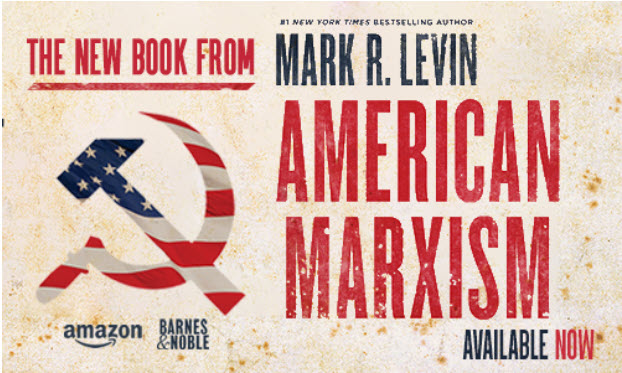 #1 NEW YORK TIMES BESTSELLING AUTHOR
THE NEW BOOK FROM MARK R. LEVIN
AMERICAN
MARXISM
amazon BARNES
&NOBLE
AVAILABLE NOW